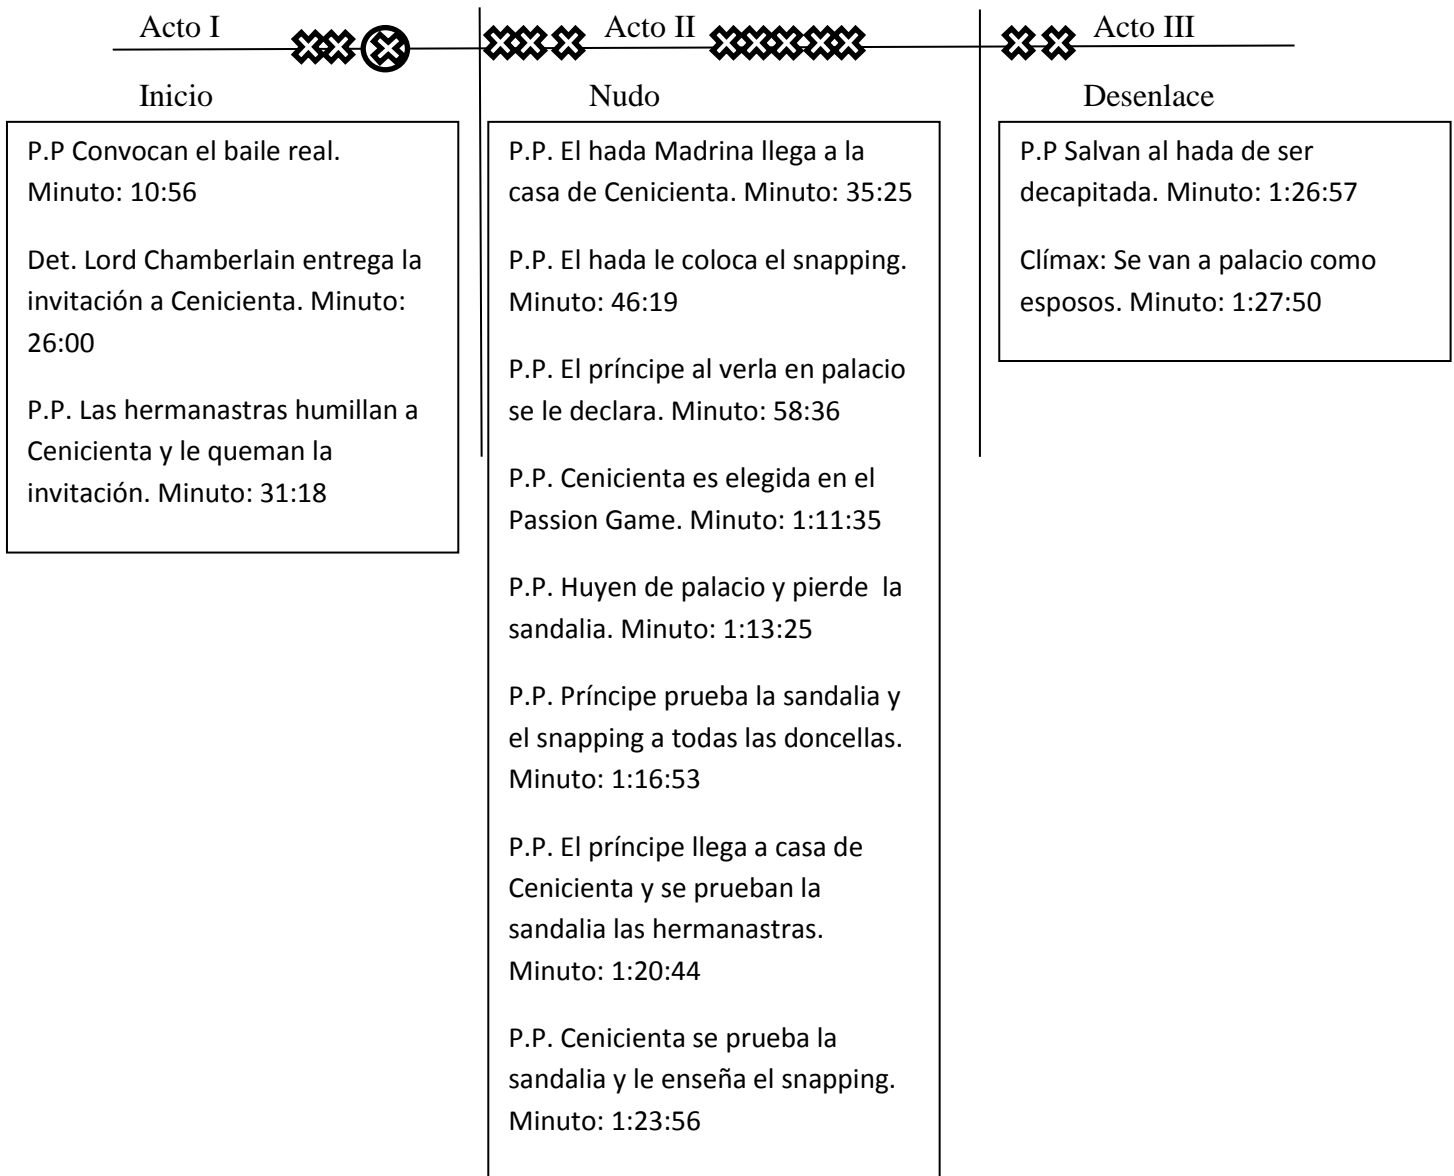 Acto I
Acto II
Acto III
Inicio
Nudo
Desenlace
P.P Convocan el baile real.
Minuto: 10:56
Det. Lord Chamberlain entrega la
invitación a Cenicienta. Minuto:
26:00
P.P. Las hermanastras humillan a
Cenicienta y le queman la
invitación. Minuto: 31:18
P.P. El hada Madrina llega a la
casa de Cenicienta. Minuto: 35:25
P.P. El hada le coloca el snapping.
Minuto: 46:19
P.P. El príncipe al verla en palacio
se le declara. Minuto: 58:36
P.P. Cenicienta es elegida en el
Passion Game. Minuto: 1:11:35
P.P. Huyen de palacio y pierde  la
sandalia. Minuto: 1:13:25
P.P. Príncipe prueba la sandalia y
el snapping a todas las doncellas.
Minuto: 1:16:53
P.P. El príncipe llega a casa de
Cenicienta y se prueban la
sandalia las hermanastras.
Minuto: 1:20:44
P.P. Cenicienta se prueba la
sandalia y le enseña el snapping.
Minuto: 1:23:56
P.P Salvan al hada de ser
decapitada. Minuto: 1:26:57
Clímax: Se van a palacio como
esposos. Minuto: 1:27:50